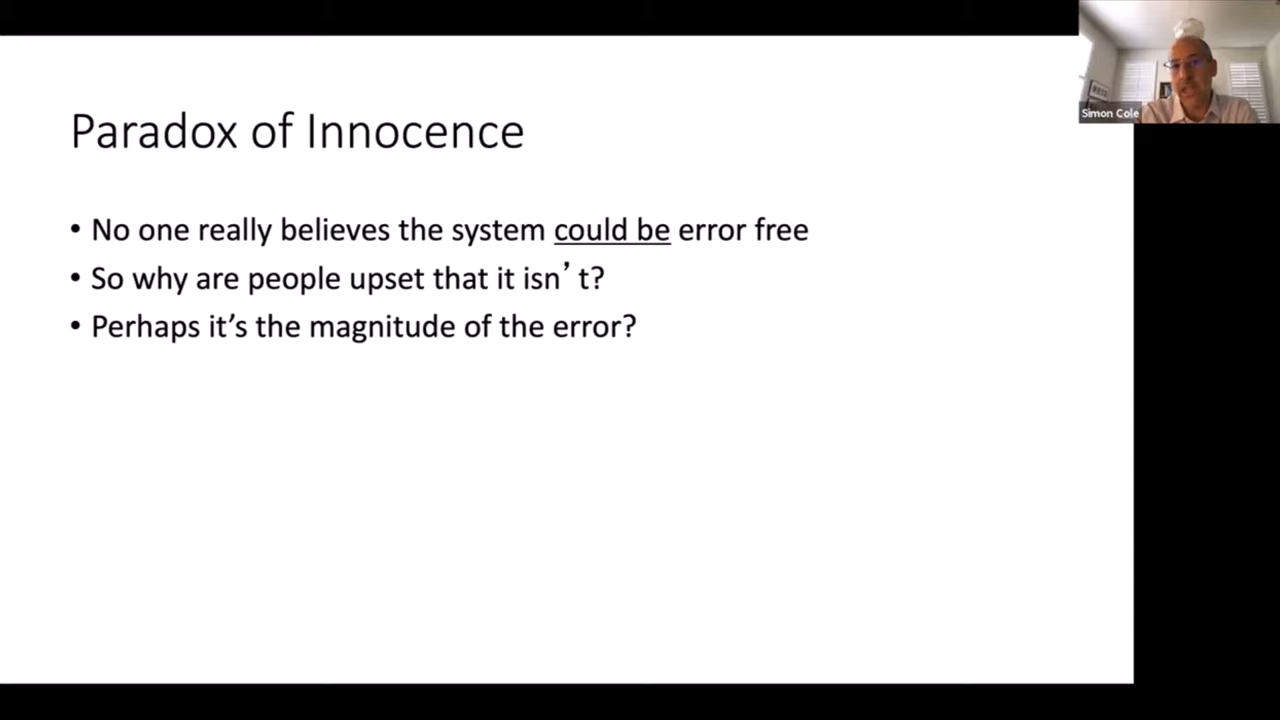 Paradox of Innocence
• No one really believes the system could be error free
• So why are people upset that it isn’ t?
• Perhaps it’s the magnitude of the error?
Simon Cole